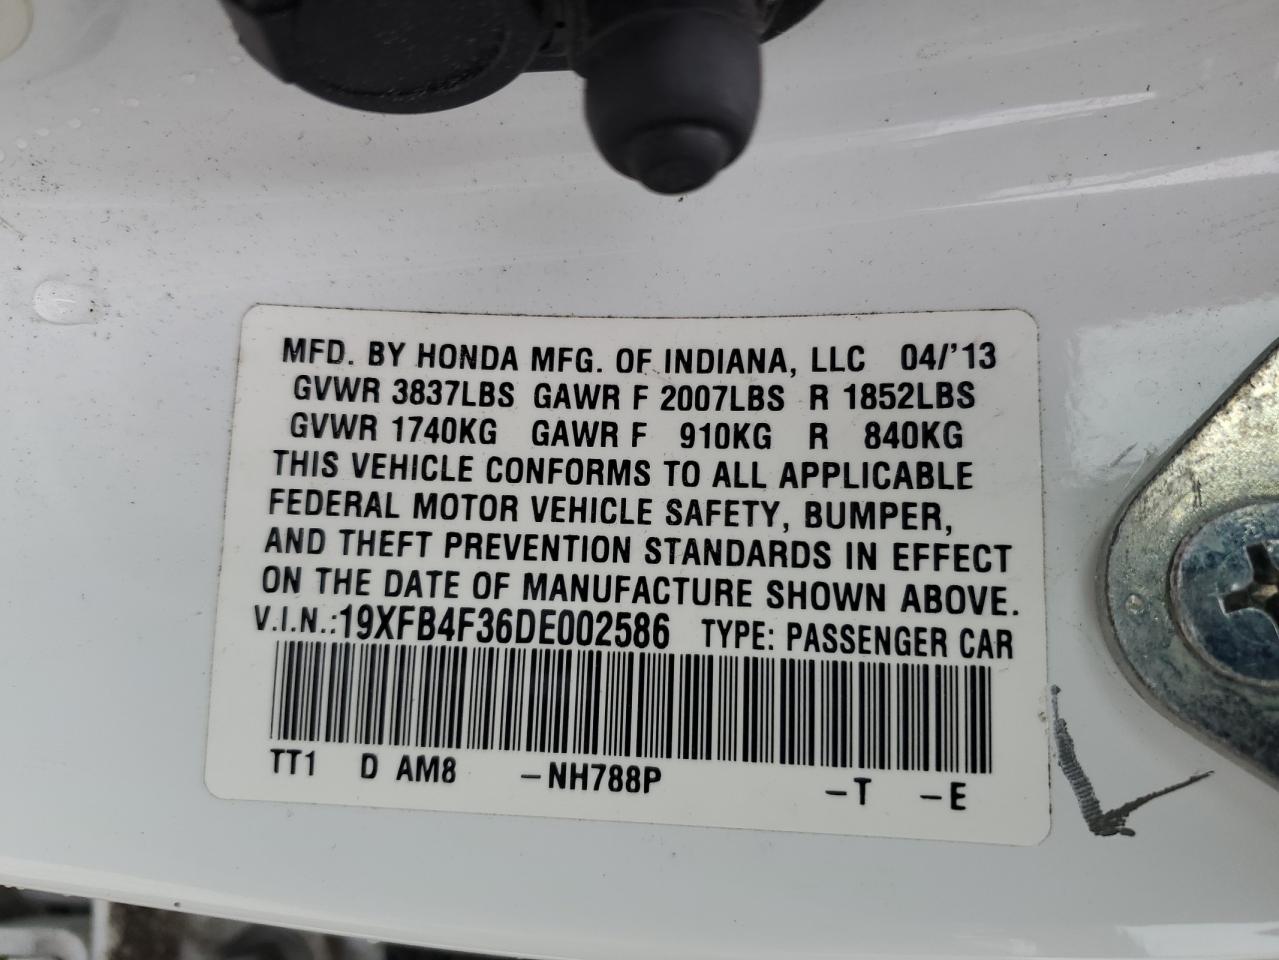 MFD. BY HONDA MFG. OF INDIANA, LLC 04/'13
GVWR 3837LBS GAWR F 2007LBS R 1852LBS
GVWR 1740KG GAWR F 910KG R 840KG
THIS VEHICLE CONFORMS TO ALL APPLICABLE
FEDERAL MOTOR VEHICLE SAFETY, BUMPER,
AND THEFT PREVENTION STANDARDS IN EFFECT
ON THE DATE OF MANUFACTURE SHOWN ABOVE.
V.I.N.:19XFB4F36DE002586 TYPE: PASSENGER CAR
TT1 D AM8 –NH788P –T –E